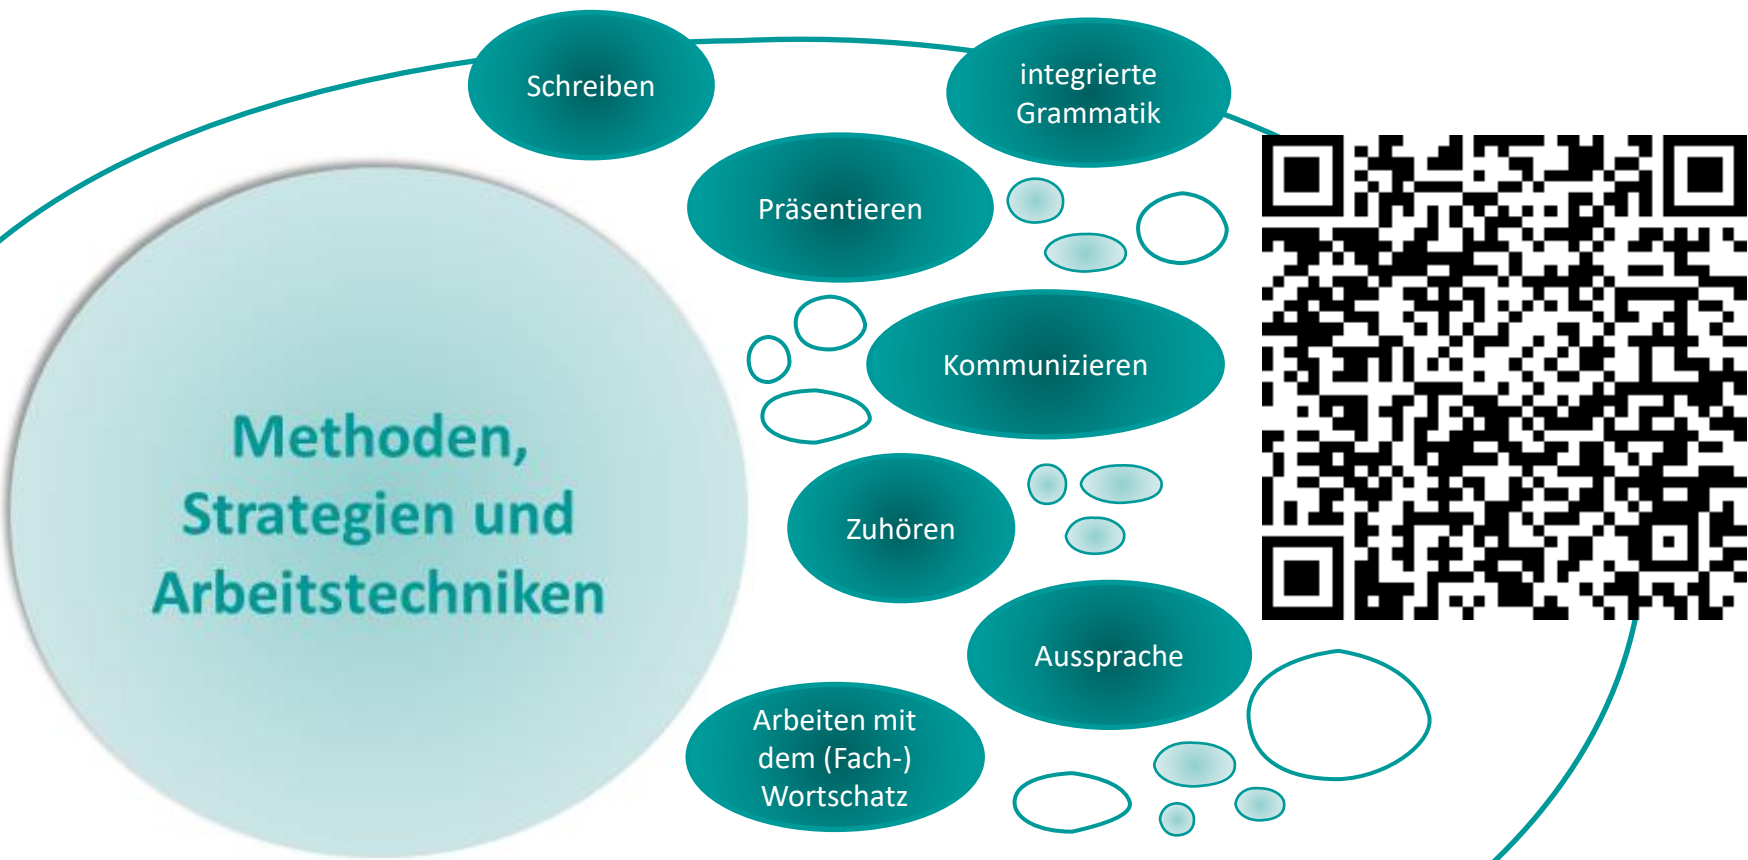 Schreiben
integrierte
Grammatik
Präsentieren
Kommunizieren
Methoden,
Strategien und
Arbeitstechniken
Zuhören
Aussprache
Arbeiten mit
dem (Fach-)
Wortschatz